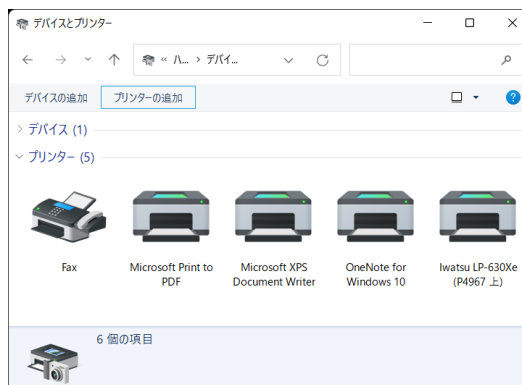 デバイスとプリンター
« ハ... › デバイ...
デバイスの追加 プリンターの追加
デバイス (1)
プリンター (5)
Fax
Microsoft Print to
PDF
Microsoft XPS
Document Writer
OneNote for
Windows 10
Iwatsu LP-630Xe
(P4967 上)
6 個の項目